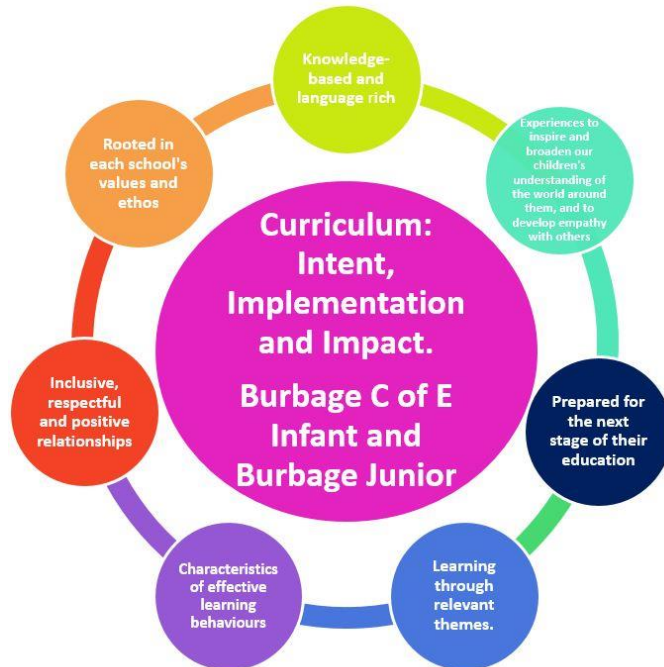 Knowledge-
based and
language rich
Experiences to
inspire and
broaden our
children's
understanding of
the world around
them, and to
develop empathy
with others
Prepared for
the next
stage of their
education
Learning
through
relevant
themes.
Characteristics
of effective
learning
behaviours
Inclusive,
respectful
and positive
relationships
Rooted in
each school's
values and
ethos
Curriculum:
Intent,
Implementation
and Impact.
Burbage C of E
Infant and
Burbage Junior